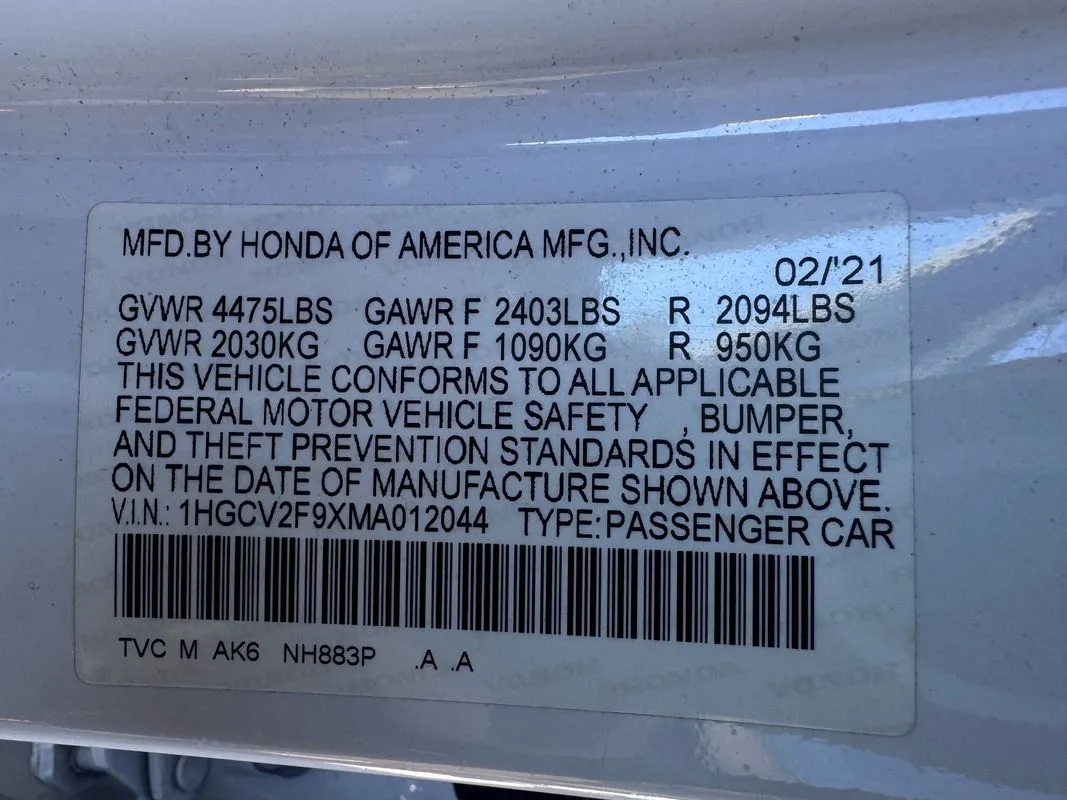 MFD.BY HONDA OF AMERICA MFG.,INC.
02/'21
GVWR 4475LBS GAWR F 2403LBS R 2094LBS
GVWR 2030KG GAWR F 1090KG R 950KG
THIS VEHICLE CONFORMS TO ALL APPLICABLE
FEDERAL MOTOR VEHICLE SAFETY , BUMPER,
AND THEFT PREVENTION STANDARDS IN EFFECT
ON THE DATE OF MANUFACTURE SHOWN ABOVE.
V.I.N.: 1HGCV2F9XMA012044 TYPE:PASSENGER CAR
TVC M AK6 NH883P .A .A